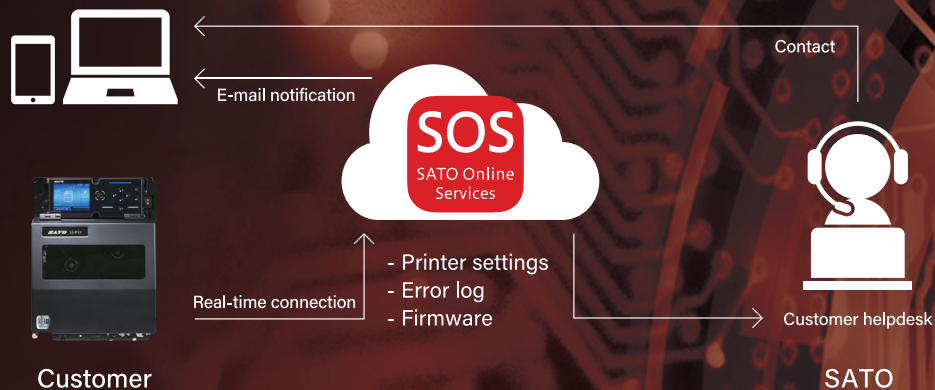 Contact
E-mail notification
SOS
SATO Online
Services
SATO
- Printer settings
- Error log
- Firmware
Real-time connection
Customer helpdesk
Customer
SATO